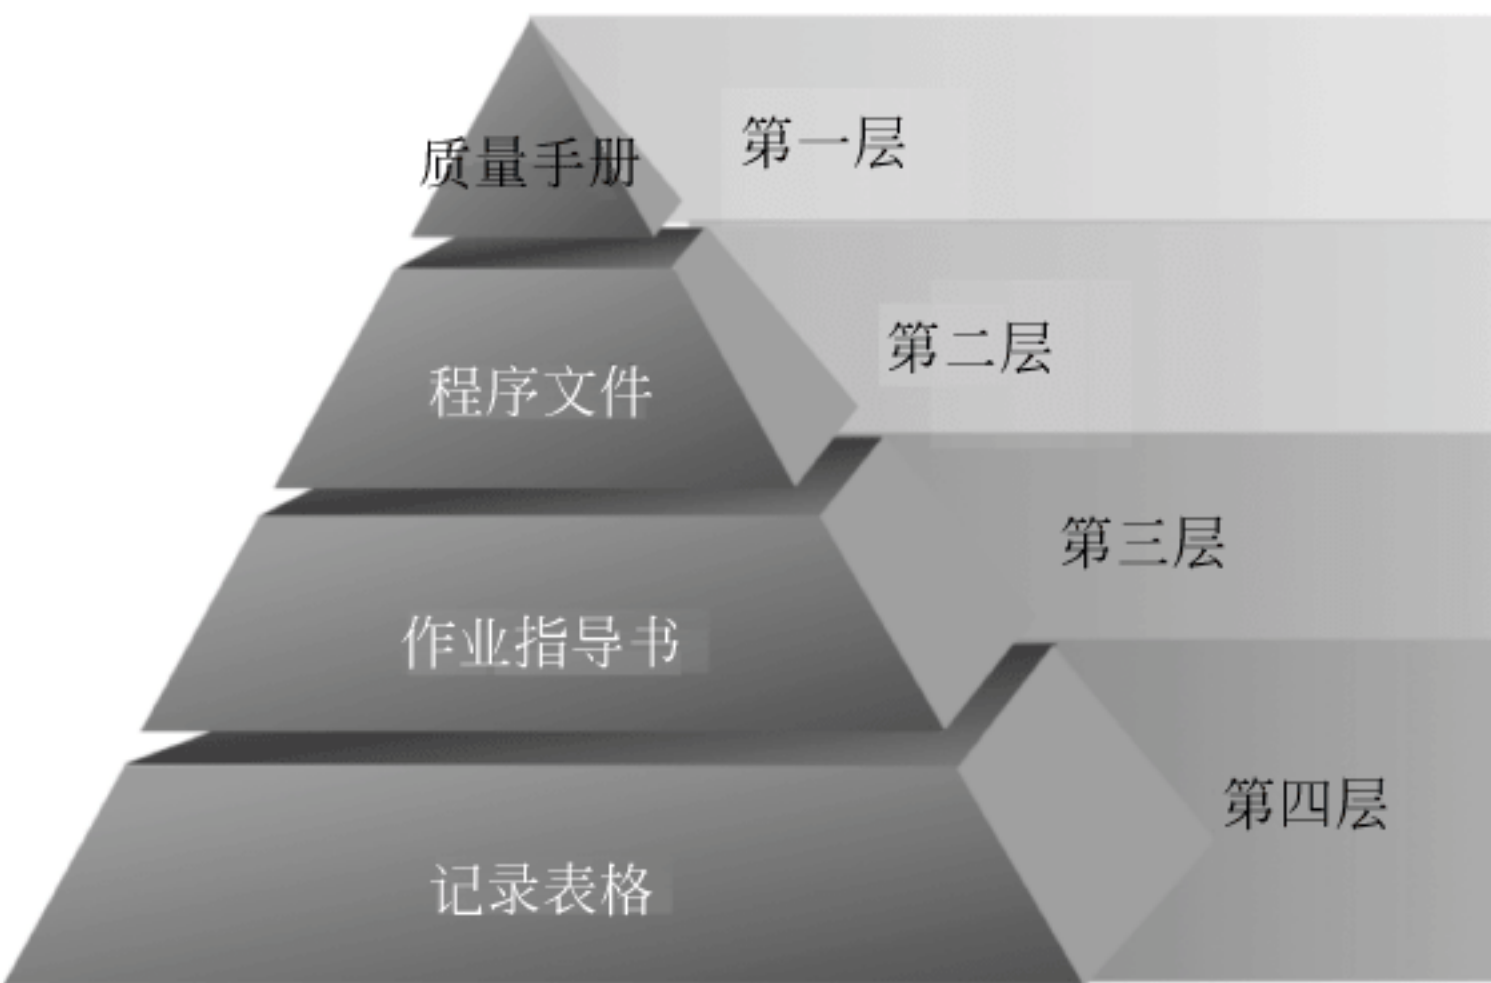 质量手册
第一层
程序文件
第二层
作业指导书
第三层
记录表格
第四层